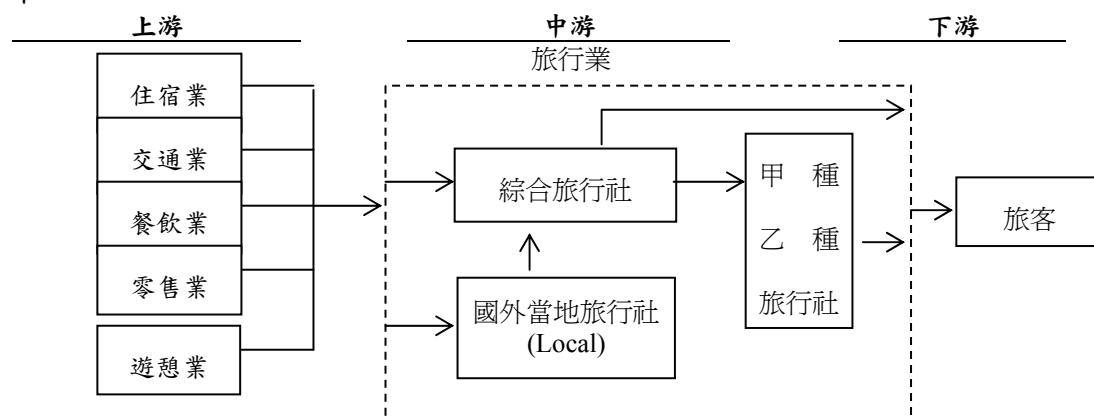 上游
中游
下游
旅行業
住宿業
交通業
餐飲業
零售業
遊憩業
綜合旅行社
國外當地旅行社
(Local)
甲 種
乙 種
旅行社
旅客